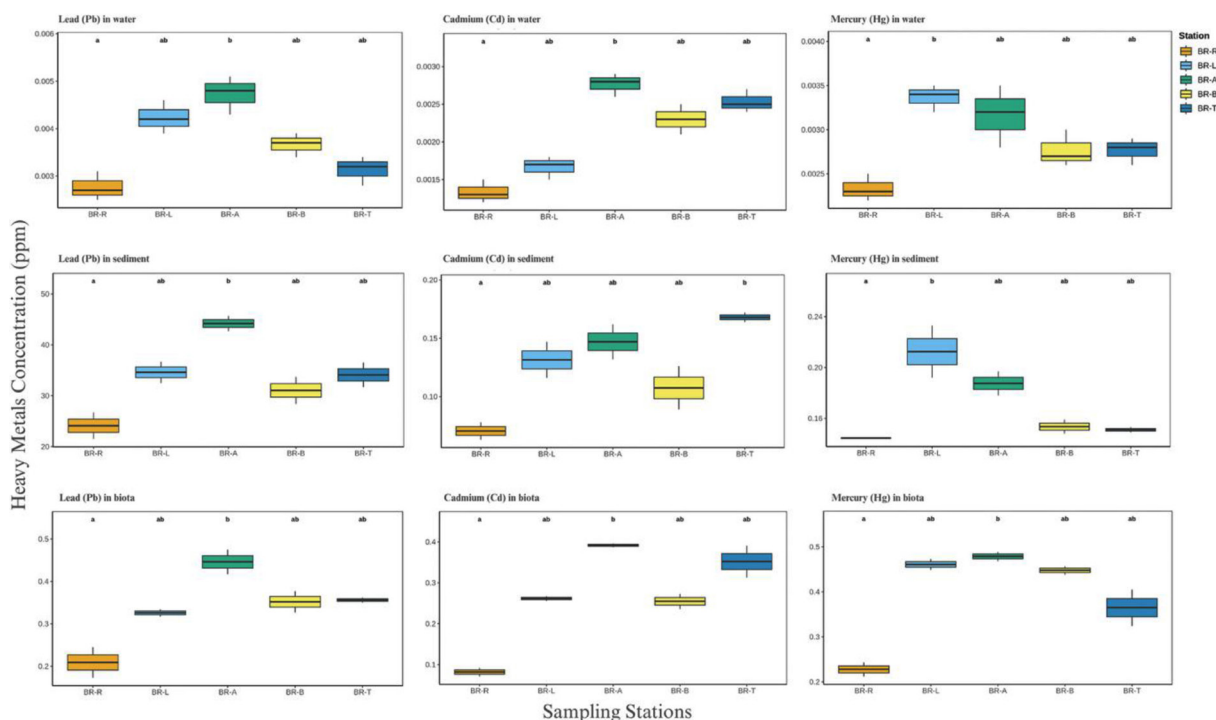 Lead (Pb) in water
Cadmium (Cd) in water
Mercury (Hg) in water
0.006
0.005
0.004
0.003
a ab b ab ab
BR-R BR-L BR-A BR-B BR-T
0.0030
0.0025
0.0020
0.0015
0.0010
a ab b ab ab
BR-R BR-L BR-A BR-B BR-T
0.0040
0.0035
0.0030
0.0025
a b ab ab ab
BR-R BR-L BR-A BR-B BR-T
Station
BR-R
BR-L
BR-A
BR-B
BR-T
Heavy Metals Concentration (ppm)
Lead (Pb) in sediment
Cadmium (Cd) in sediment
Mercury (Hg) in sediment
50
40
30
20
a ab b ab ab
BR-R BR-L BR-A BR-B BR-T
0.20
0.15
0.10
a ab ab ab b
BR-R BR-L BR-A BR-B BR-T
0.24
0.20
0.16
a b ab ab ab
BR-R BR-L BR-A BR-B BR-T
Lead (Pb) in biota
Cadmium (Cd) in biota
Mercury (Hg) in biota
0.5
0.4
0.3
0.2
a ab b ab ab
BR-R BR-L BR-A BR-B BR-T
0.4
0.3
0.2
0.1
a ab b ab ab
BR-R BR-L BR-A BR-B BR-T
0.5
0.4
0.3
0.2
a ab b ab ab
BR-R BR-L BR-A BR-B BR-T
Sampling Stations